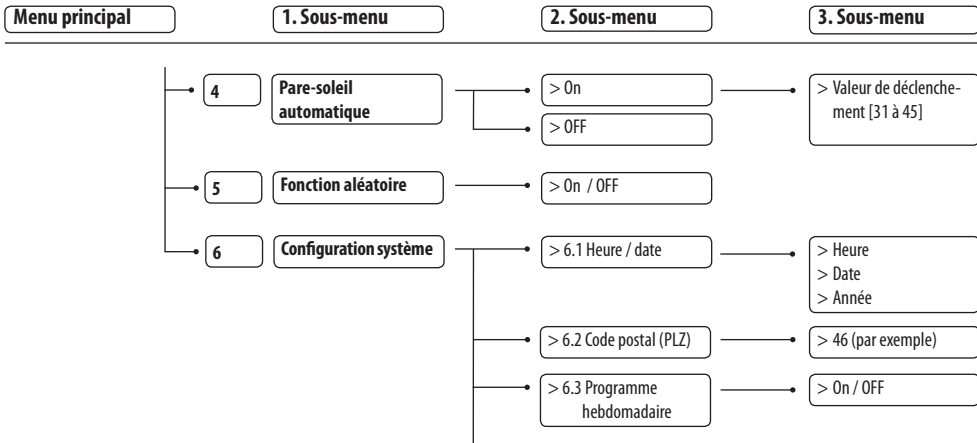 Menu principal
1. Sous-menu
2. Sous-menu
3. Sous-menu
4
Pare-soleil
automatique
> On
> Valeur de déclenche-
ment [31 à 45]
> OFF
5
Fonction aléatoire
> On / OFF
6
Configuration système
> 6.1 Heure / date
> Heure
> Date
> Année
> 6.2 Code postal (PLZ)
> 46 (par exemple)
> 6.3 Programme
hebdomadaire
> On / OFF